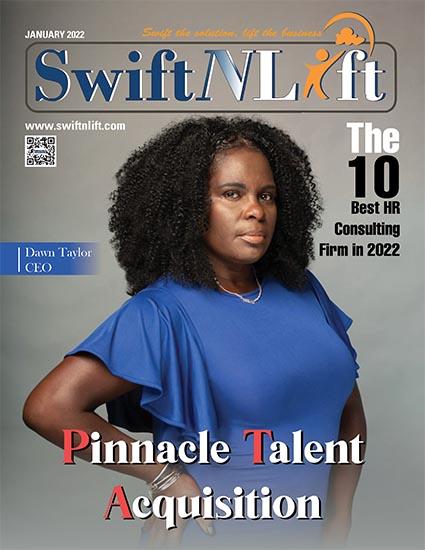 JANUARY 2022
Swift the solution, lift the business
SwiftNLift
www.swiftnlift.com
The
10
Best HR
Consulting
Firm in 2022
Dawn Taylor
CEO
Pinnacle Talent
Acquisition